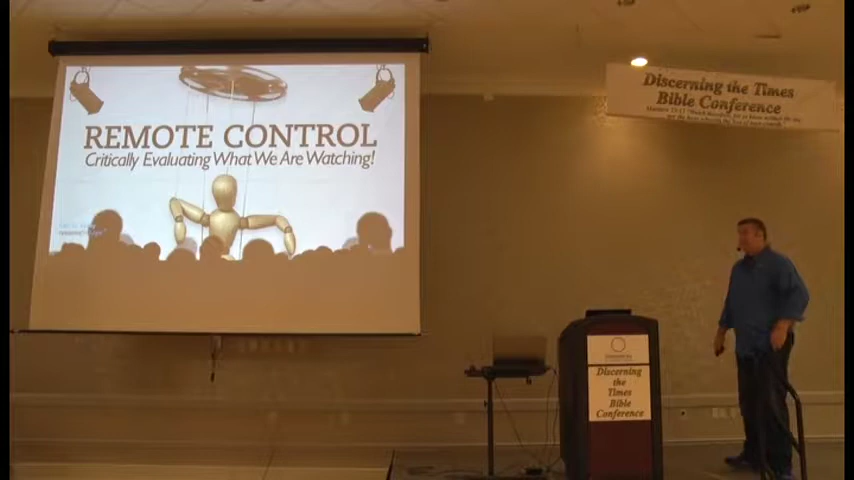 REMOTE CONTROL
Critically Evaluating What We Are Watching!
Discerning the Times
Bible Conference
Discerning
the
Times
Bible
Conference